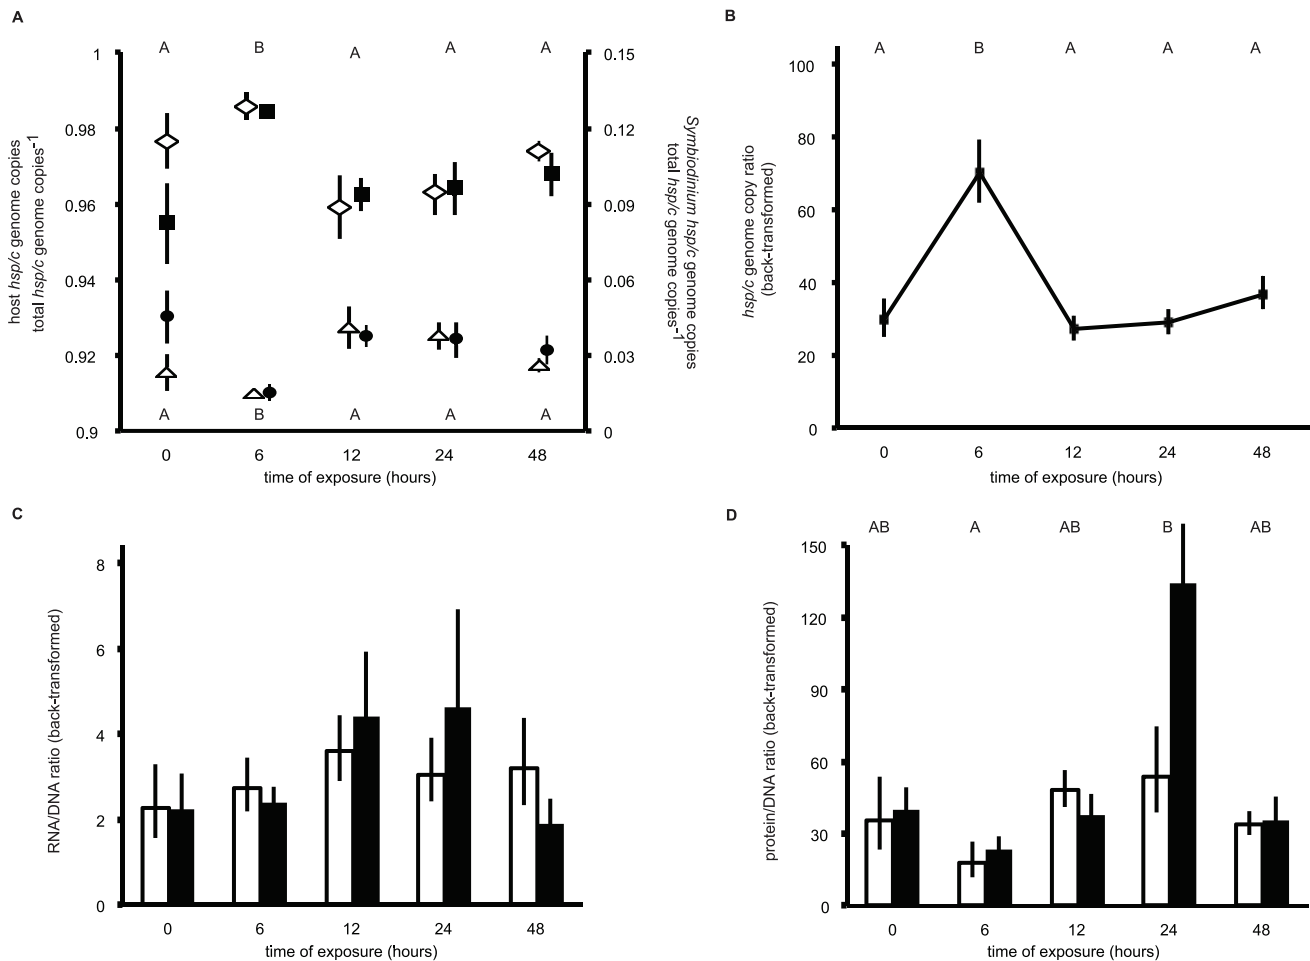 A
A B A A A
1 0.15
0.98 0.12
0.96 0.09
0.94 0.06
0.92 0.03
0.9 0
host hsp/c genome copies
total hsp/c genome copies-1
Symbiodinium hsp/c genome copies
total hsp/c genome copies-1
A B A A A
0 6 12 24 48
time of exposure (hours)
B
A B A A A
100
80
60
40
20
0
hsp/c genome copy ratio
(back-transformed)
0 6 12 24 48
time of exposure (hours)
C
8
6
4
2
0
RNA/DNA ratio (back-transformed)
0 6 12 24 48
time of exposure (hours)
D
AB A AB B AB
150
120
90
60
30
0
protein/DNA ratio (back-transformed)
0 6 12 24 48
time of exposure (hours)